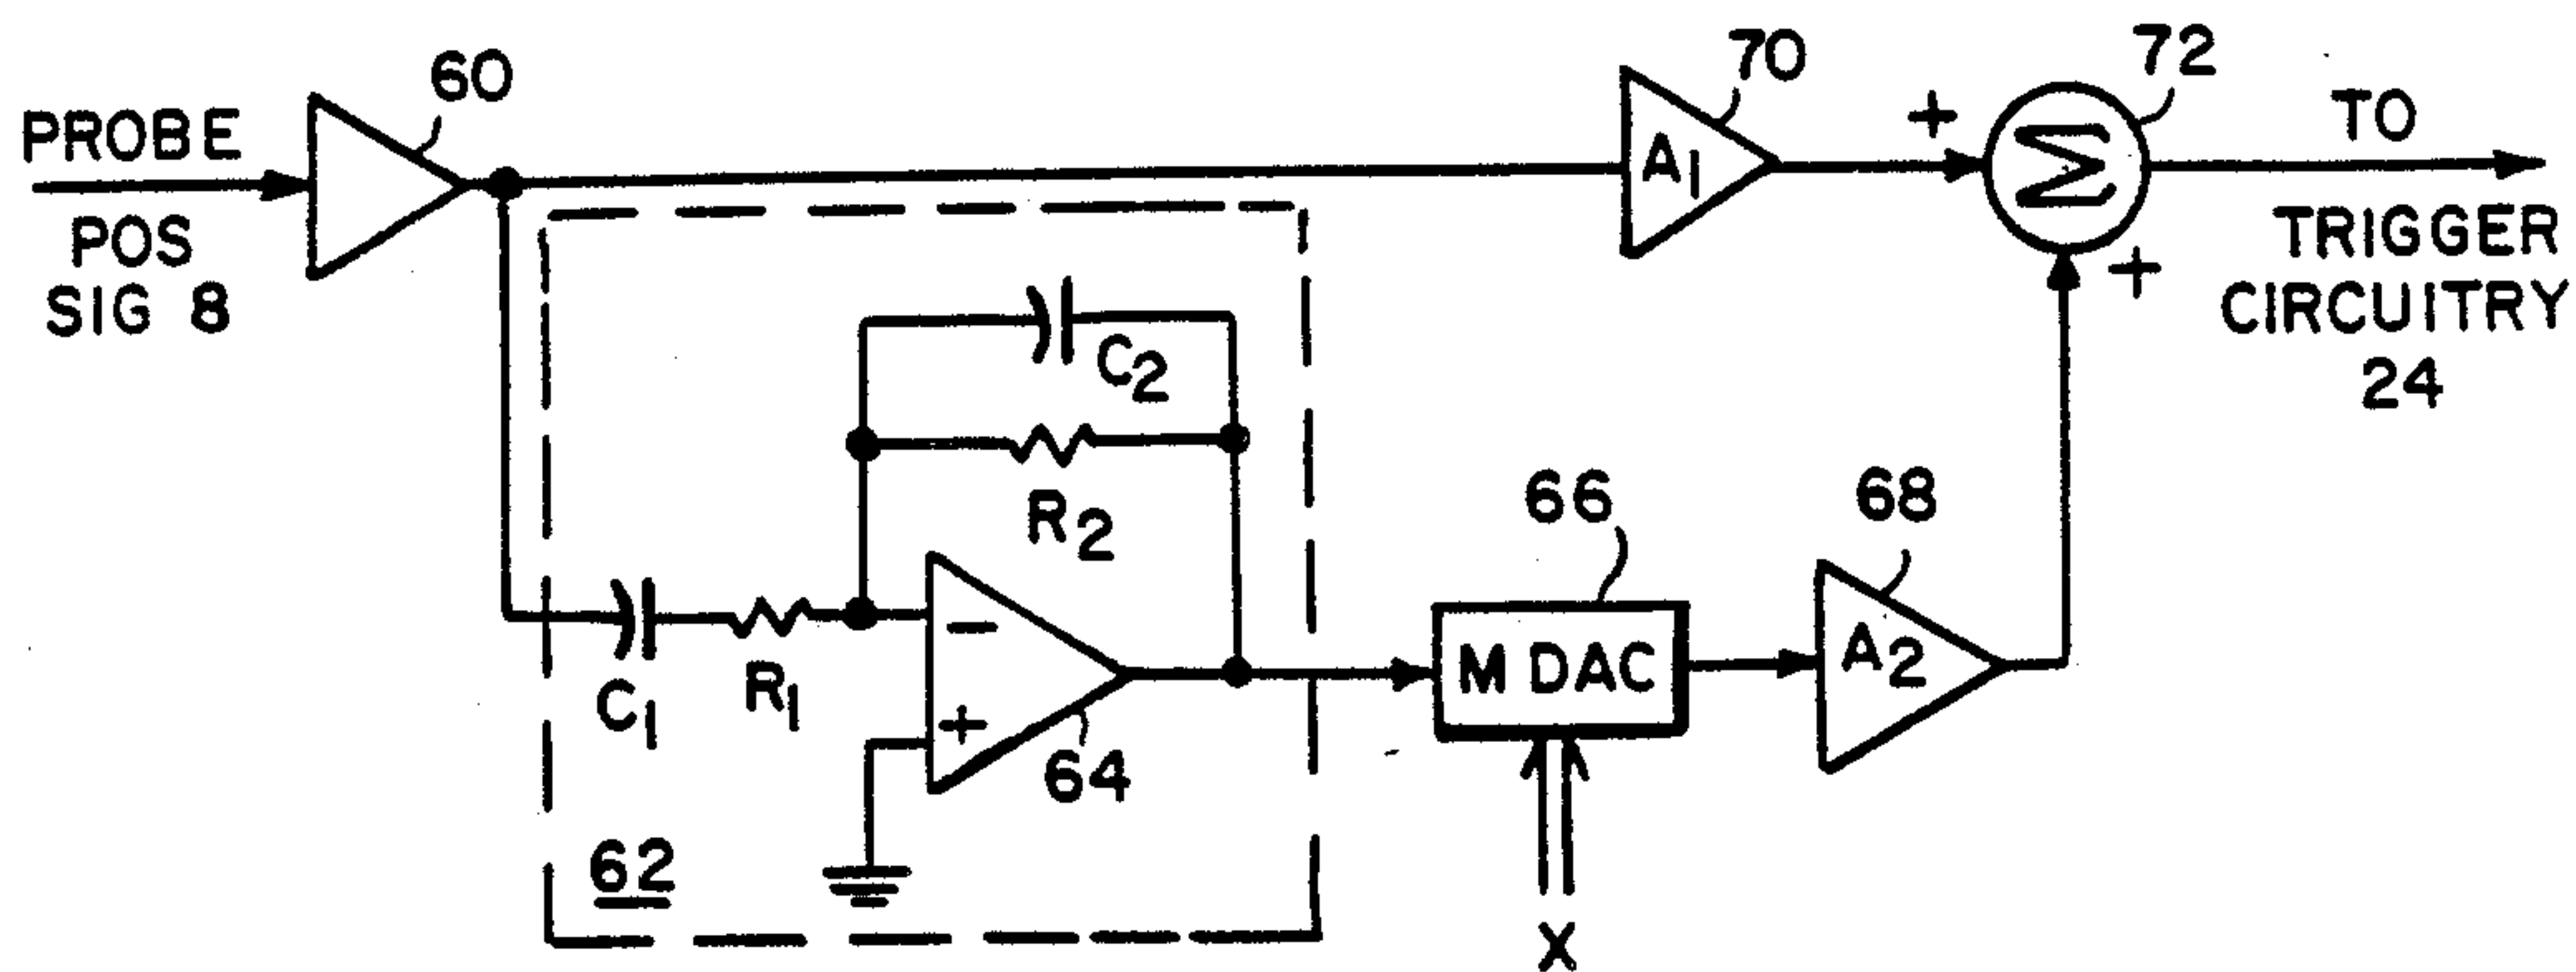 PROBE
POS
SIG 8
60
70
A1
+
72
Σ
+
TO
TRIGGER
CIRCUITRY
24
C2
R2
C1
R1
−
+
64
62
66
M DAC
X
68
A2